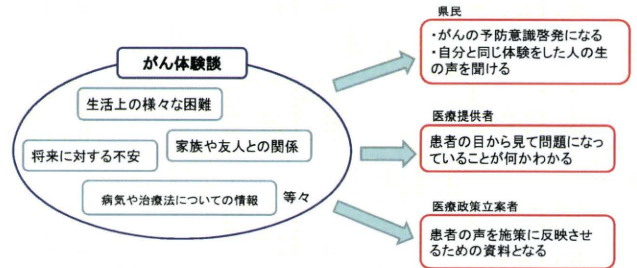 がん体験談
生活上の様々な困難
将来に対する不安
家族や友人との関係
病気や治療法についての情報
等々
県民
・がんの予防意識啓発になる
・自分と同じ体験をした人の生
の声を聞ける
医療提供者
患者の目から見て問題になっ
ていることが何かわかる
医療政策立案者
患者の声を施策に反映させ
るための資料となる